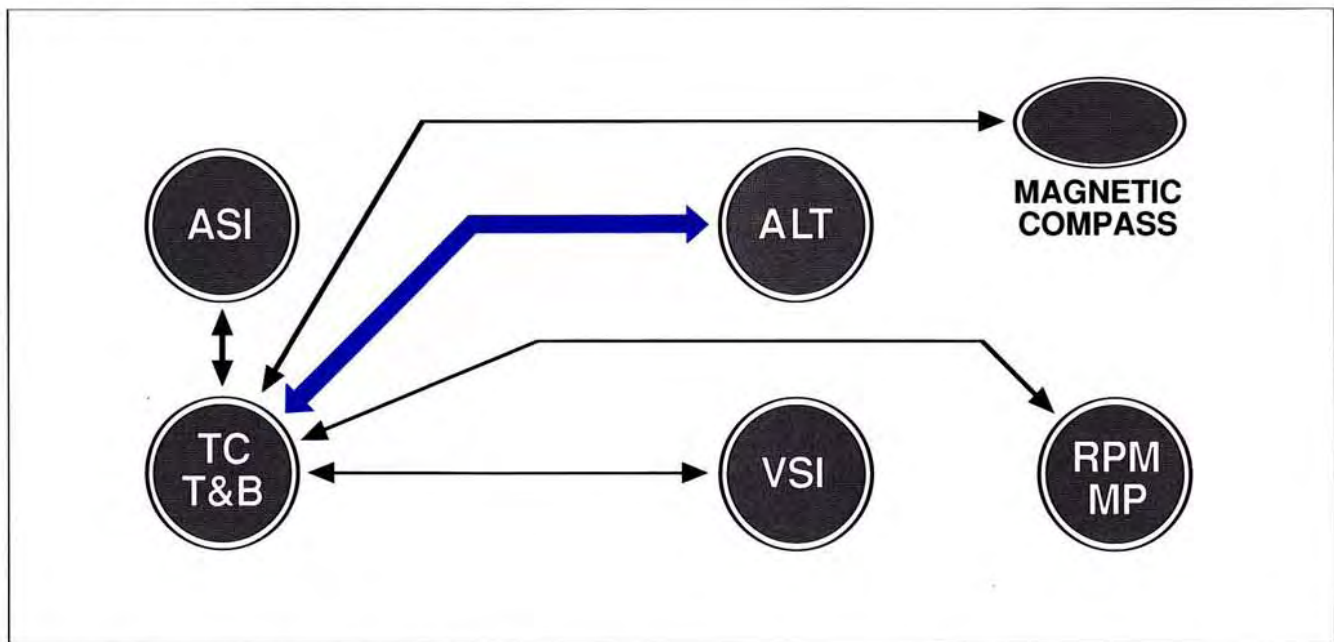 ASI
ALT
MAGNETIC
COMPASS
TC
T&B
VSI
RPM
MP